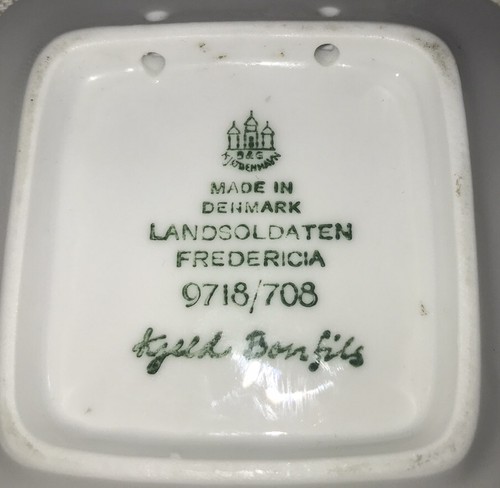 B&G
KJØBENHAVN
MADE IN
DENMARK
LANDSOLDATEN
FREDERICIA
9718/708
Kjeld Bonfils